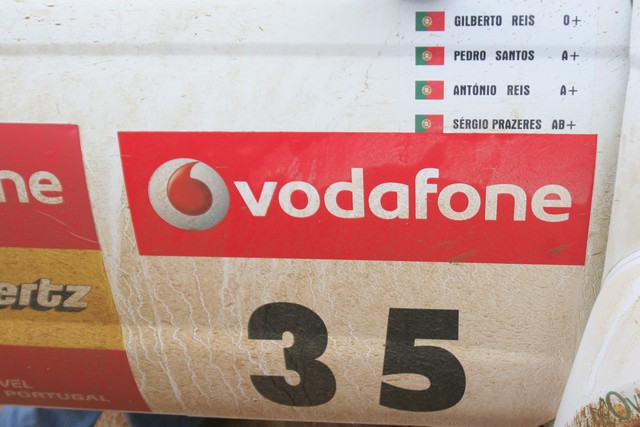 GILBERTO REIS O+
PEDRO SANTOS A+
ANTÓNIO REIS A+
SÉRGIO PRAZERES AB+
ne
vodafone
ertz
35
VEL
PORTUGAL